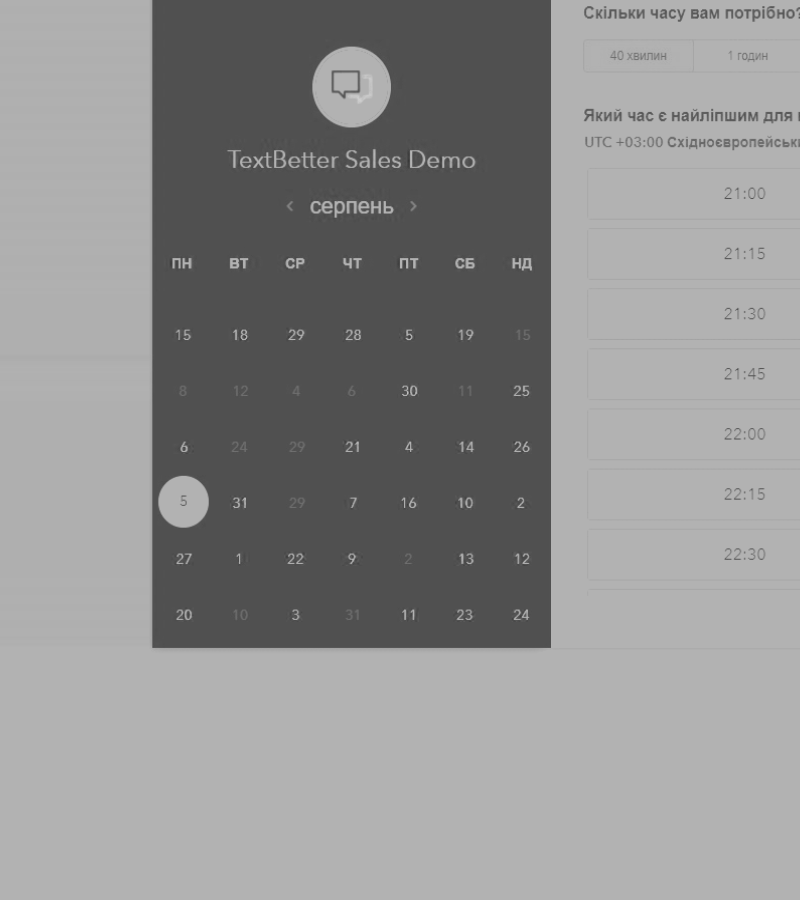 TextBetter Sales Demo
серпень
ПН ВТ СР ЧТ ПТ СБ НД
15 18 29 28 5 19 15
8 12 4 6 30 11 25
6 24 29 21 4 14 26
5 31 29 7 16 10 2
27 1 22 9 2 13 12
20 10 3 31 11 23 24
Скільки часу вам потрібно?
40 хвилин 1 годин
Який час є найліпшим для
UTC +03:00 Східноєвропейськ
21:00
21:15
21:30
21:45
22:00
22:15
22:30